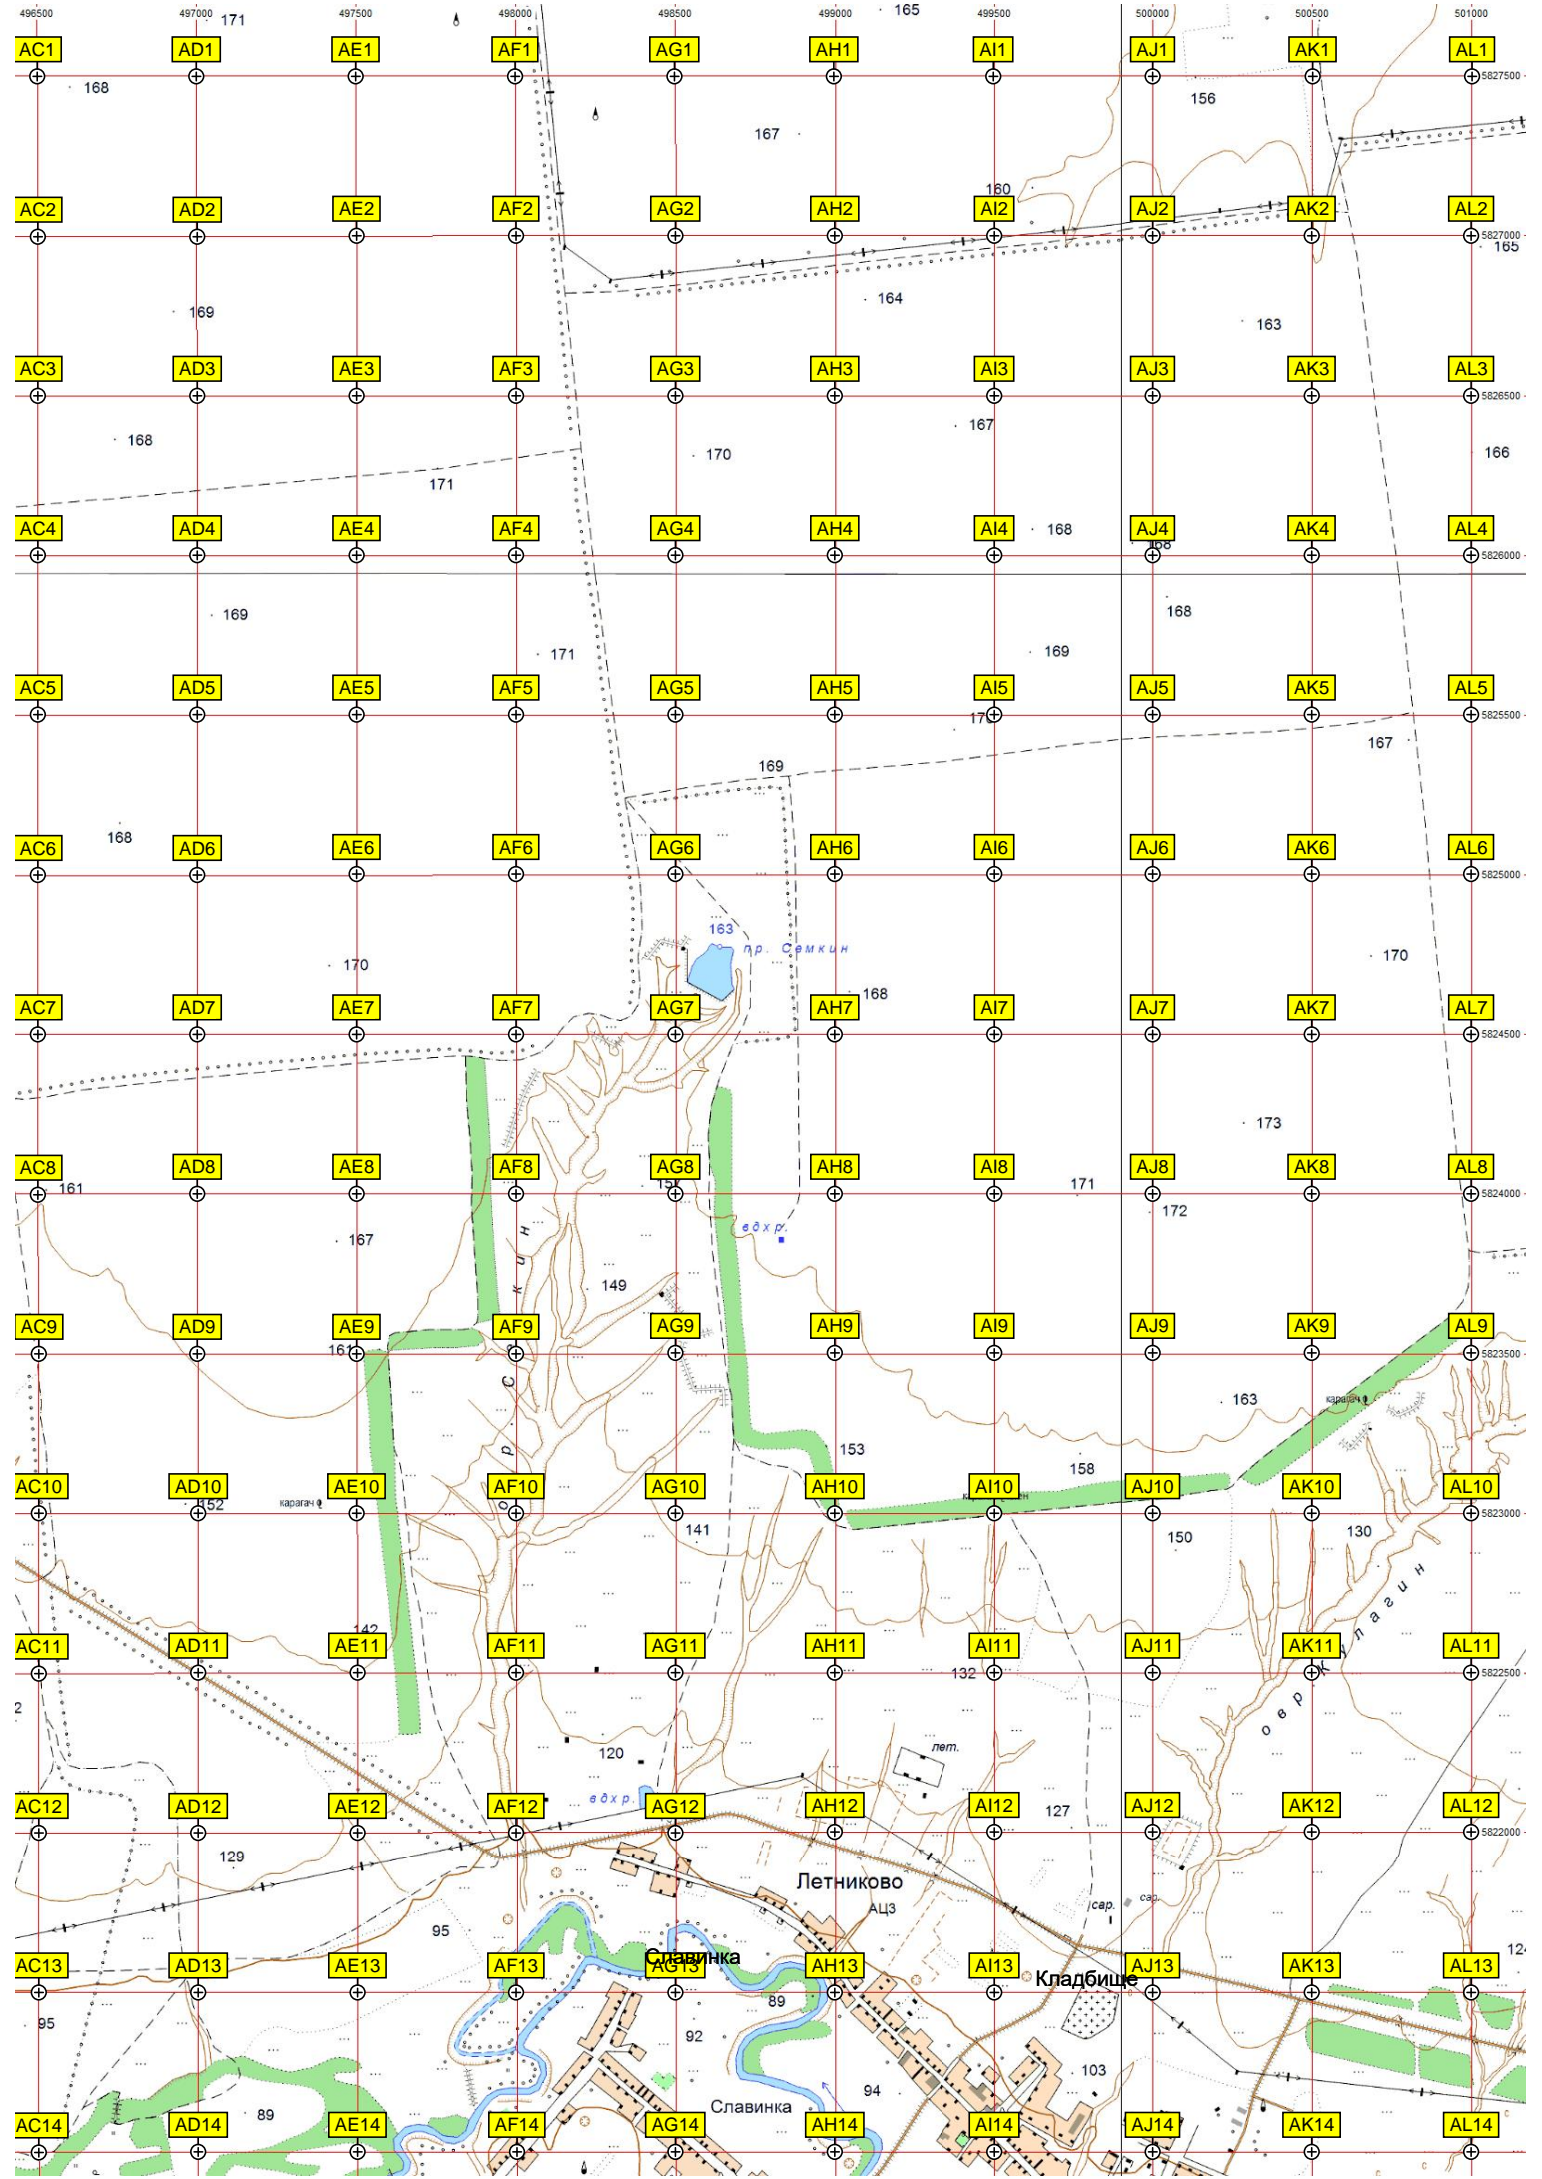 496500 497000 497500 498000 498500 499000 499500 500000 500500 501000
171 165
AC1 AD1 AE1 AF1 AG1 AH1 AI1 AJ1 AK1 AL1
5827500
168 156
167
160
AC2 AD2 AE2 AF2 AG2 AH2 AI2 AJ2 AK2 AL2
5827000
165
164
169 163
AC3 AD3 AE3 AF3 AG3 AH3 AI3 AJ3 AK3 AL3
5826500
168 167
170 166
171
AC4 AD4 AE4 AF4 AG4 AH4 AI4 AJ4 AK4 AL4
168 168
5826000
169 168
171 169
AC5 AD5 AE5 AF5 AG5 AH5 AI5 AJ5 AK5 AL5
5825500
167
169
168
AC6 AD6 AE6 AF6 AG6 AH6 AI6 AJ6 AK6 AL6
5825000
163
пр. Семкин
170 170
168
AC7 AD7 AE7 AF7 AG7 AH7 AI7 AJ7 AK7 AL7
5824500
173
AC8 AD8 AE8 AF8 AG8 AH8 AI8 AJ8 AK8 AL8
161 171
5824000
172
вдхр.
167
149
AC9 AD9 AE9 AF9 AG9 AH9 AI9 AJ9 AK9 AL9
161
5823500
163 карагач
153
158
AC10 AD10 AE10 AF10 AG10 AH10 AI10 AJ10 AK10 AL10
152 карагач
5823000
141 150 130
142
AC11 AD11 AE11 AF11 AG11 AH11 AI11 AJ11 AK11 AL11
132
5822500
овр. Кулагин
лет.
120
вдхр.
AC12 AD12 AE12 AF12 AG12 AH12 AI12 AJ12 AK12 AL12
127
5822000
129
Летниково
АЦЗ
сар. сар.
95
Славинка
AC13 AD13 AE13 AF13 AG13 AH13 AI13 AJ13 AK13 AL13
Кладбище
89
95 92
103
94
Славинка
89
AC14 AD14 AE14 AF14 AG14 AH14 AI14 AJ14 AK14 AL14